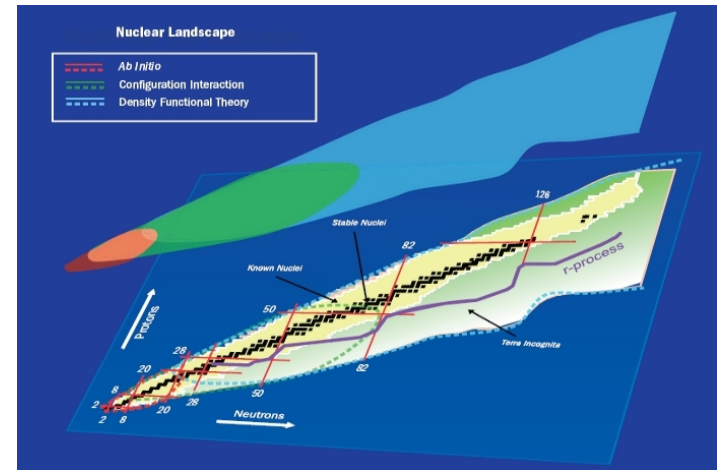 Nuclear Landscape
Ab Initio
Configuration Interaction
Density Functional Theory
126
Stable Nuclei
82
Known Nuclei
r-process
50
Protons
Terra Incognita
28
82
20
50
8
28
2
20
2
8
Neutrons